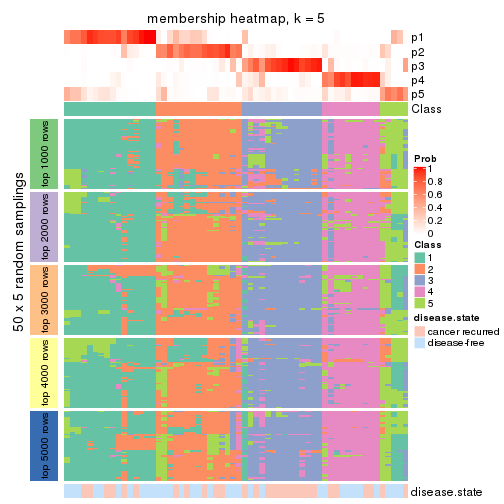 membership heatmap, k = 5
p1
p2
p3
p4
p5
Class
50 x 5 random samplings
top 1000 rows
top 2000 rows
top 3000 rows
top 4000 rows
top 5000 rows
Prob
1
0.8
0.6
0.4
0.2
0
Class
1
2
3
4
5
disease.state
cancer recurred
disease-free
disease.state